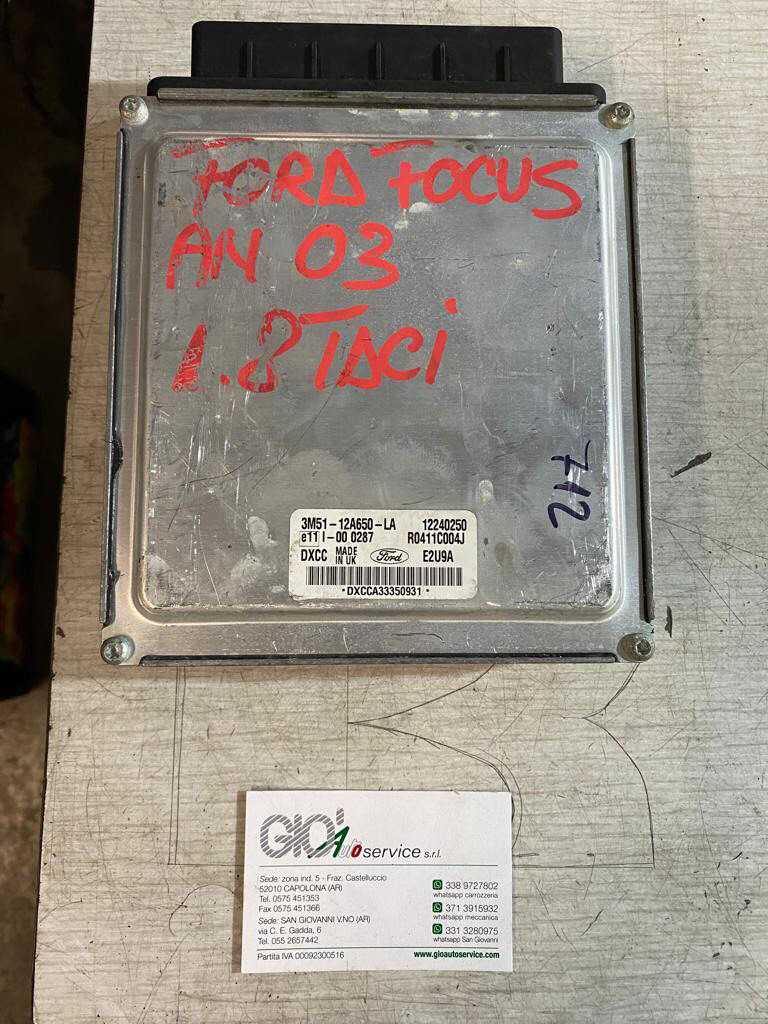 FORD FOCUS
AN 03
1.8 TDCi
712
3M51-12A650-LA 12240250
e11 I-00 0287 R0411C004J
DXCC MADE IN UK Ford E2U9A
*DXCCA33350931*
GIO' Autoservice s.r.l.
Sede: zona ind. 5 - Fraz. Castelluccio
52010 CAPOLONA (AR)
Tel. 0575 451353
Fax 0575 451366
Sede: SAN GIOVANNI V.NO (AR)
via C. E. Gadda, 6
Tel. 055 2657442
Partita IVA 00092300516
338 9727802
whatsapp carrozzeria
371 3915932
whatsapp meccanica
331 3280975
whatsapp San Giovanni
www.gioautoservice.com